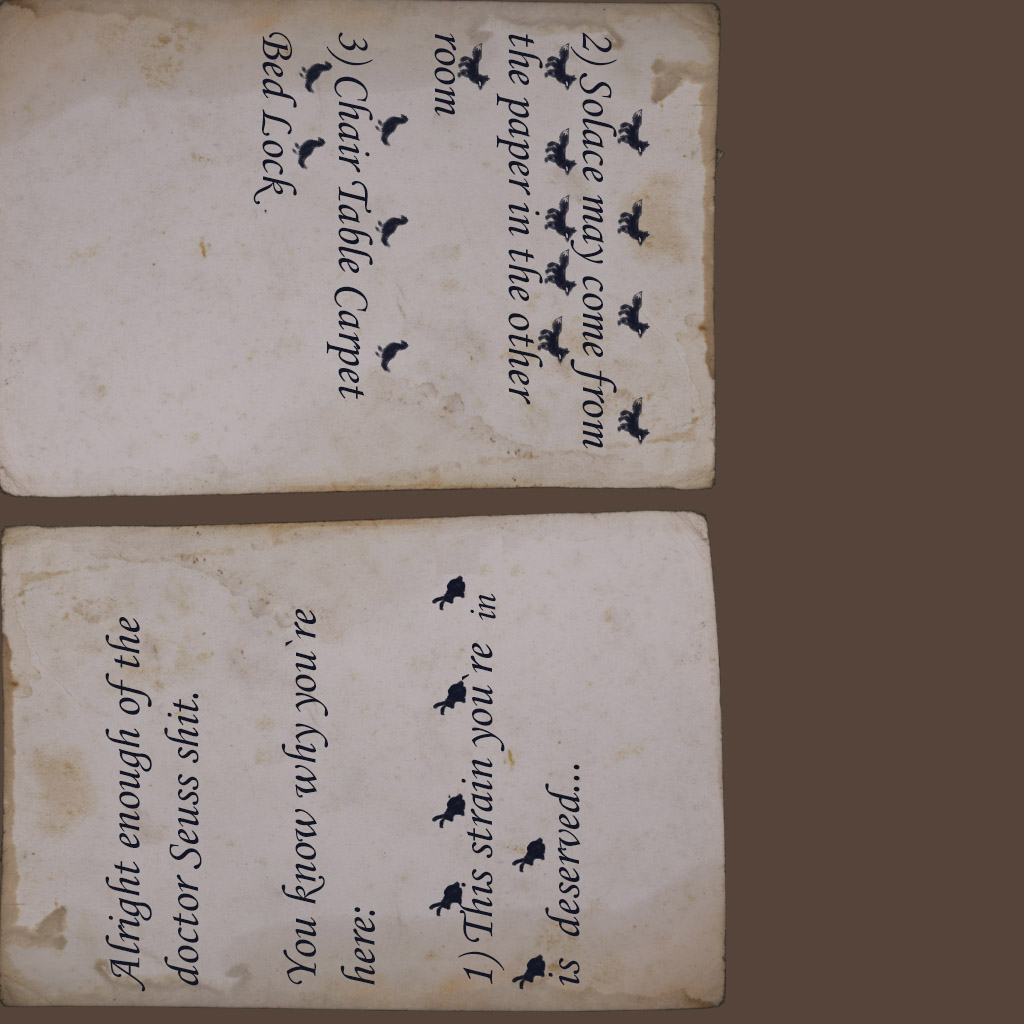 Alright enough of the
doctor Seuss shit.
You know why you`re
here:
1) This strain you`re in
is deserved...
2) Solace may come from
the paper in the other
room
3) Chair Table Carpet
Bed Lock